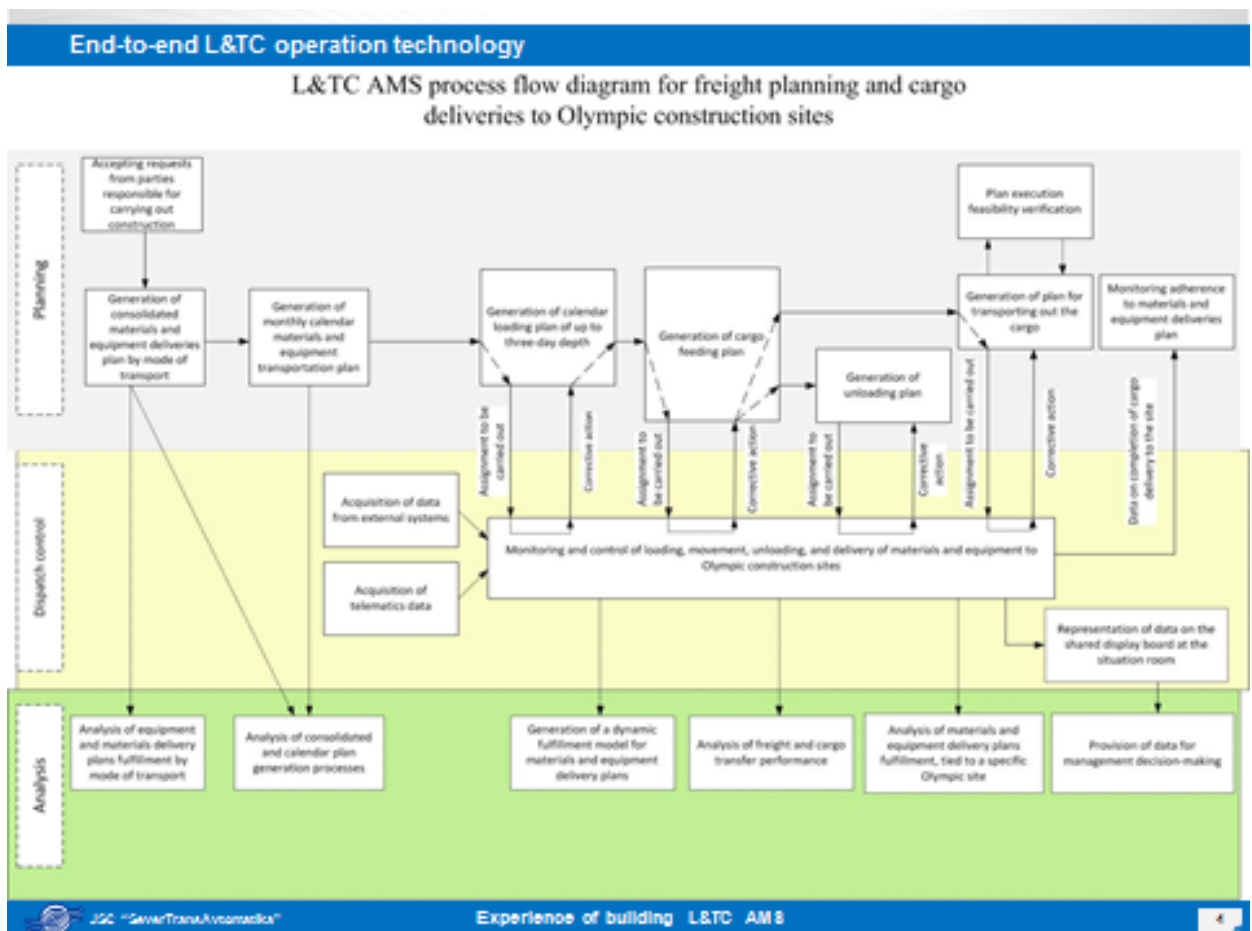 End-to-end L&TC operation technology
L&TC AMS process flow diagram for freight planning and cargo
deliveries to Olympic construction sites
Planning
Accepting requests
from parties
responsible for
carrying out
construction
Plan execution
feasibility verification
Generation of
consolidated
materials and
equipment deliveries
plan by mode of
transport
Generation of
monthly calendar
materials and
equipment
transportation plan
Generation of calendar
loading plan of up to
three-day depth
Generation of cargo
feeding plan
Generation of plan for
transporting out the
cargo
Monitoring adherence
to materials and
equipment deliveries
plan
Generation of
unloading plan
Assignment to be
carried out
Corrective action
Assignment to
be carried out
Corrective action
Assignment to
be carried out
Corrective
action
Assignment to be carried out
Corrective action
Data on completion of cargo
delivery to the site
Dispatch control
Acquisition of data
from external systems
Acquisition of
telematics data
Monitoring and control of loading, movement, unloading, and delivery of materials and equipment to
Olympic construction sites
Representation of data on the
shared display board at the
situation room
Analysis
Analysis of equipment
and materials delivery
plans fulfillment by
mode of transport
Analysis of consolidated
and calendar plan
generation processes
Generation of a dynamic
fulfillment model for
materials and equipment
delivery plans
Analysis of freight and cargo
transfer performance
Analysis of materials and
equipment delivery plans
fulfillment, tied to a specific
Olympic site
Provision of data for
management decision-making
JSC "SeverTransAvtomatika"
Experience of building L&TC AMS
4